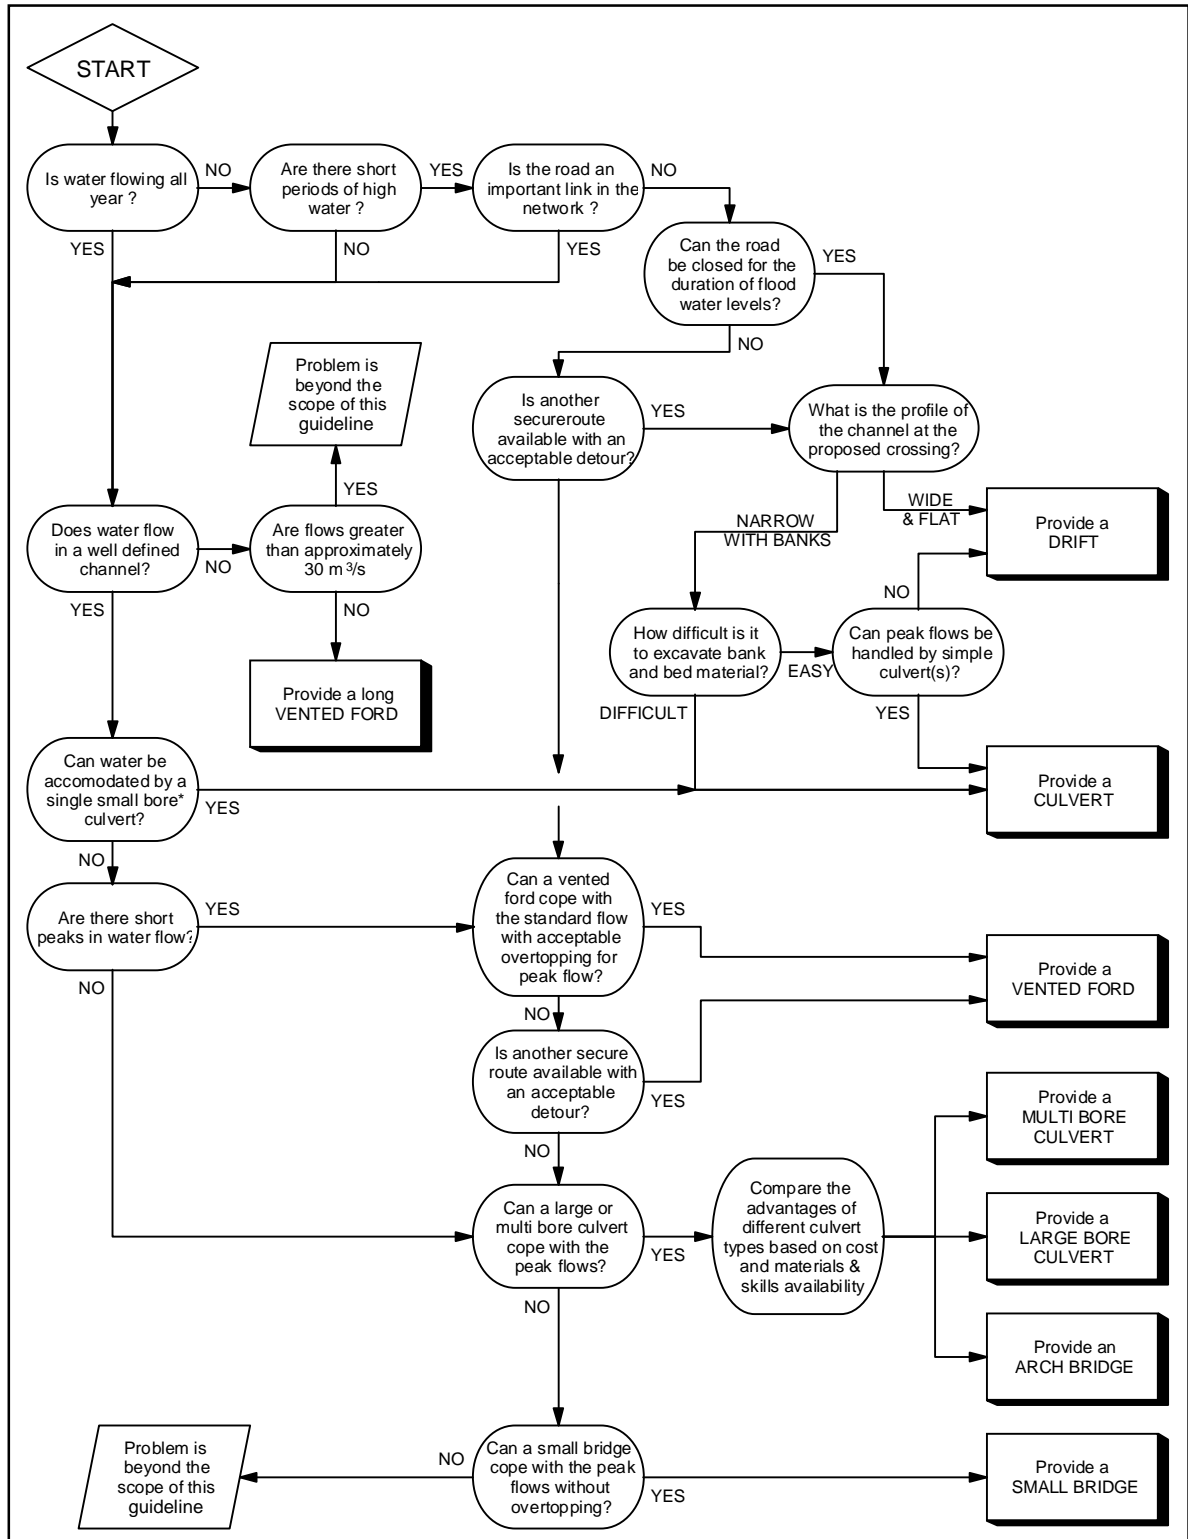 START
Is water flowing all
year ?
NO
Are there short
periods of high
water ?
YES
Is the road an
important link in the
network ?
NO
YES
NO
YES
Can the road
be closed for the
duration of flood
water levels?
YES
NO
Problem is
beyond the
scope of this
guideline
Is another
secureroute
available with an
acceptable detour?
YES
What is the profile of
the channel at the
proposed crossing?
YES
Does water flow
in a well defined
channel?
NO
Are flows greater
than approximately
30 m³/s
NARROW
WITH BANKS
WIDE
& FLAT
Provide a
DRIFT
YES
NO
NO
How difficult is it
to excavate bank
and bed material?
EASY
Can peak flows be
handled by simple
culvert(s)?
Provide a long
VENTED FORD
DIFFICULT
YES
Can water be
accomodated by a
single small bore*
culvert?
YES
Provide a
CULVERT
NO
Are there short
peaks in water flow?
YES
Can a vented
ford cope with
the standard flow
with acceptable
overtopping for
peak flow?
YES
Provide a
VENTED FORD
NO
NO
Is another secure
route available with
an acceptable
detour?
YES
Provide a
MULTI BORE
CULVERT
NO
Can a large or
multi bore culvert
cope with the
peak flows?
YES
Compare the
advantages of
different culvert
types based on cost
and materials &
skills availability
Provide a
LARGE BORE
CULVERT
NO
Provide an
ARCH BRIDGE
Problem is
beyond the
scope of this
guideline
NO
Can a small bridge
cope with the peak
flows without
overtopping?
YES
Provide a
SMALL BRIDGE